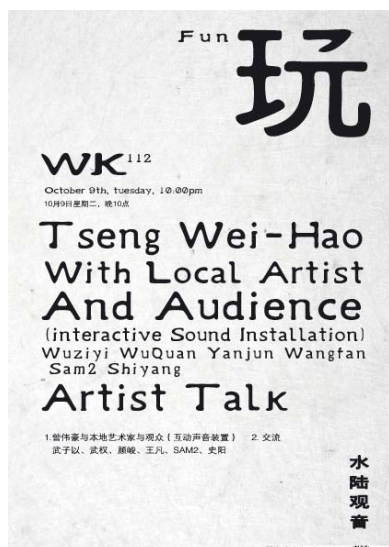 Fun 玩
WK112
October 9th, tuesday, 10:00pm
10月9日星期二，晚10点
Tseng Wei-Hao
With Local Artist
And Audience
(interactive Sound Installation)
Wuziyi WuQuan Yanjun Wangfan
Sam2 Shiyang
Artist Talk
1.曾伟豪与本地艺术家与观众（互动声音装置） 2. 交流
武子以、武权、颜峻、王凡、SAM2、史阳
水陆观音